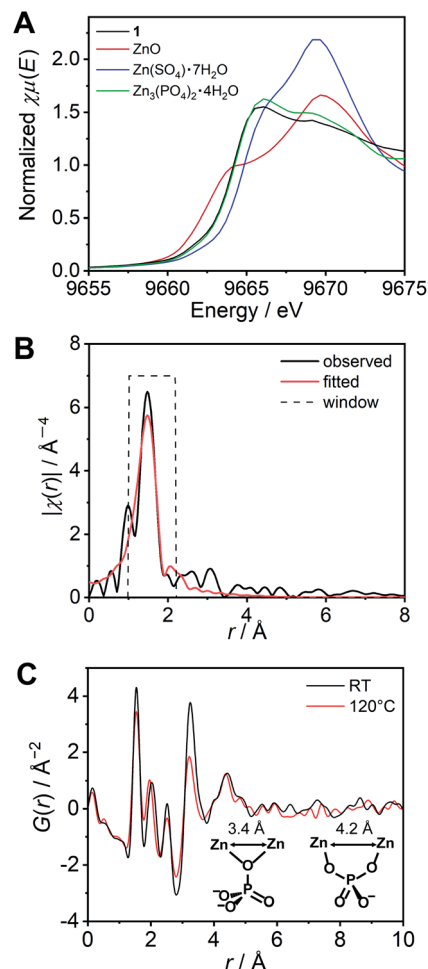 A
1
ZnO
Zn(SO₄)·7H₂O
Zn₃(PO₄)₂·4H₂O
Normalized χμ(E)
2.0
1.5
1.0
0.5
0.0
9655 9660 9665 9670 9675
Energy / eV
B
observed
fitted
window
|χ(r)| / Å⁻⁴
8
6
4
2
0
0 2 4 6 8
r / Å
C
RT
120°C
G(r) / Å⁻²
4
2
0
-2
-4
3.4 Å 4.2 Å
Zn Zn Zn Zn
O O O
⁻O P O P
⁻O O O O⁻
0 2 4 6 8 10
r / Å